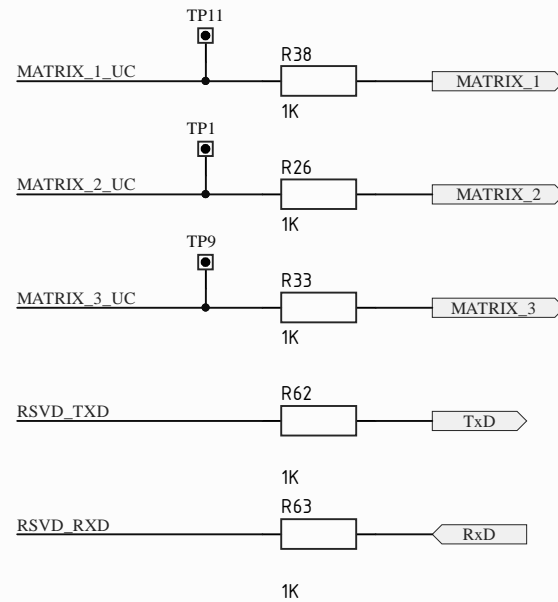 TP11
R38
MATRIX_1_UC
MATRIX_1
1K
TP1
R26
MATRIX_2_UC
MATRIX_2
1K
TP9
R33
MATRIX_3_UC
MATRIX_3
1K
R62
RSVD_TXD
TxD
1K
R63
RSVD_RXD
RxD
1K